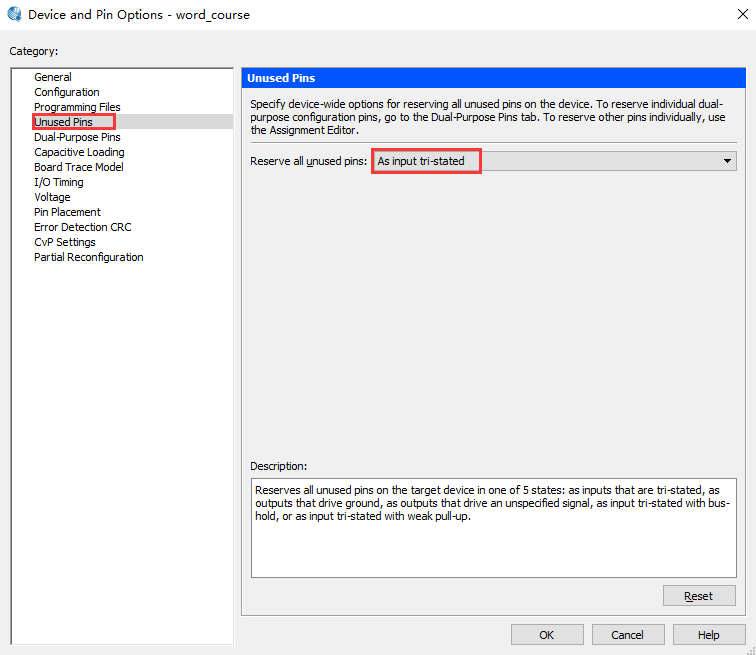 Device and Pin Options - word_course
Category:
General
Configuration
Programming Files
Unused Pins
Dual-Purpose Pins
Capacitive Loading
Board Trace Model
I/O Timing
Voltage
Pin Placement
Error Detection CRC
CvP Settings
Partial Reconfiguration
Unused Pins
Specify device-wide options for reserving all unused pins on the device. To reserve individual dual-
purpose configuration pins, go to the Dual-Purpose Pins tab. To reserve other pins individually, use
the Assignment Editor.
Reserve all unused pins: As input tri-stated
Description:
Reserves all unused pins on the target device in one of 5 states: as inputs that are tri-stated, as
outputs that drive ground, as outputs that drive an unspecified signal, as input tri-stated with bus-
hold, or as input tri-stated with weak pull-up.
Reset
OK Cancel Help